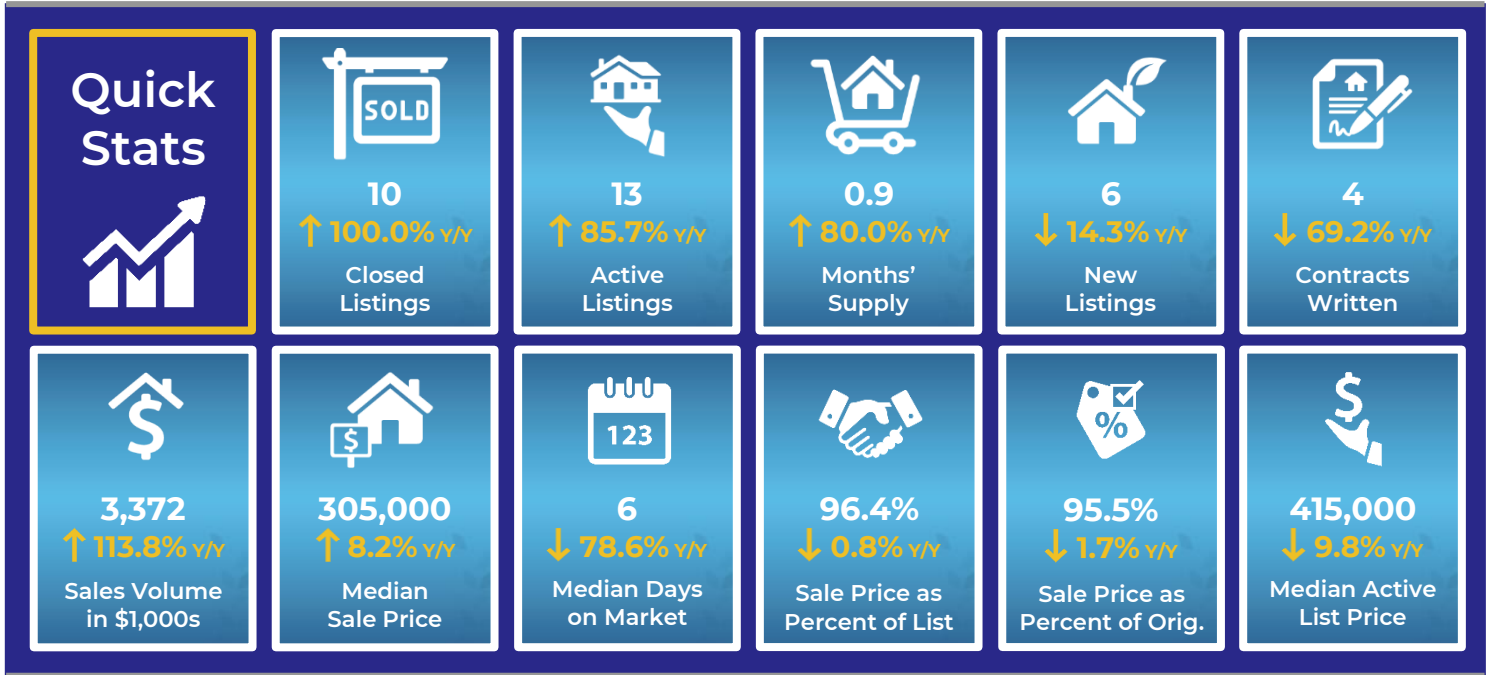 Quick
Stats
SOLD
10
↑ 100.0% Y/Y
Closed
Listings
13
↑ 85.7% Y/Y
Active
Listings
0.9
↑ 80.0% Y/Y
Months’
Supply
6
↓ 14.3% Y/Y
New
Listings
4
↓ 69.2% Y/Y
Contracts
Written
$
3,372
↑ 113.8% Y/Y
Sales Volume
in $1,000s
$
305,000
↑ 8.2% Y/Y
Median
Sale Price
123
6
↓ 78.6% Y/Y
Median Days
on Market
96.4%
↓ 0.8% Y/Y
Sale Price as
Percent of List
%
95.5%
↓ 1.7% Y/Y
Sale Price as
Percent of Orig.
$
415,000
↓ 9.8% Y/Y
Median Active
List Price